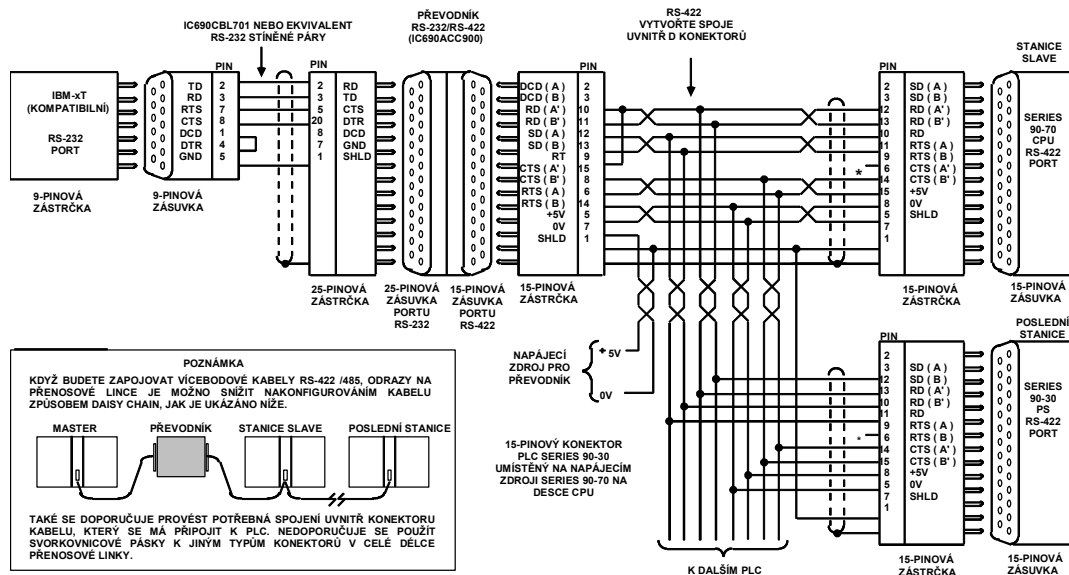 IC690CBL701 NEBO EKVIVALENT
RS-232 STÍNĚNÉ PÁRY
PŘEVODNÍK
RS-232/RS-422
(IC690ACC900)
RS-422
VYTVOŘTE SPOJE
UVNITŘ D KONEKTORŮ
STANICE
SLAVE
IBM-xT
(KOMPATIBILNÍ)
RS-232
PORT
9-PINOVÁ
ZÁSTRČKA
9-PINOVÁ
ZÁSUVKA
PIN
TD 2
RD 3
RTS 7
CTS 8
DCD 1
DTR 4
GND 5
PIN
2 RD
3 TD
5 CTS
20 DTR
8 DCD
7 GND
1 SHLD
25-PINOVÁ
ZÁSTRČKA
25-PINOVÁ
ZÁSUVKA
PORTU
RS-232
15-PINOVÁ
ZÁSUVKA
PORTU
RS-422
15-PINOVÁ
ZÁSTRČKA
PIN
DCD ( A ) 2
DCD ( B ) 3
RD ( A' ) 10
RD ( B' ) 11
SD ( A ) 12
SD ( B ) 13
RT 9
CTS ( A' ) 15
CTS ( B' ) 8
RTS ( A ) 6
RTS ( B ) 14
+5V 5
0V 7
SHLD 1
PIN
2 SD ( A )
3 SD ( B )
12 RD ( A' )
13 RD ( B' )
10 RD
11 RTS ( A )
9 RTS ( B )
6 CTS ( A' )
* 14 CTS ( B' )
15 +5V
8 0V
5 SHLD
7
1
SERIES
90-70
CPU
RS-422
PORT
15-PINOVÁ
ZÁSTRČKA
15-PINOVÁ
ZÁSUVKA
POSLEDNÍ
STANICE
NAPÁJECÍ
ZDROJ PRO
PŘEVODNÍK
+ 5V
0V
15-PINOVÝ KONEKTOR
PLC SERIES 90-30
UMÍSTĚNÝ NA NAPÁJECÍM
ZDROJI SERIES 90-70 NA
DESCE CPU
PIN
2
3 SD ( A )
12 SD ( B )
13 RD ( A' )
10 RD ( B' )
11 RD
9 RTS ( A )
* 6 RTS ( B )
14 CTS ( A' )
15 CTS ( B' )
8 +5V
5 0V
7 SHLD
1
SERIES
90-30
PS
RS-422
PORT
15-PINOVÁ
ZÁSTRČKA
15-PINOVÁ
ZÁSUVKA
K DALŠÍM PLC
POZNÁMKA
KDYŽ BUDETE ZAPOJOVAT VÍCEBODOVÉ KABELY RS-422 /485, ODRAZY NA
PŘENOSOVÉ LINCE JE MOŽNO SNÍŽIT NAKONFIGUROVÁNÍM KABELU
ZPŮSOBEM DAISY CHAIN, JAK JE UKÁZÁNO NÍŽE.
MASTER PŘEVODNÍK STANICE SLAVE POSLEDNÍ STANICE
TAKÉ SE DOPORUČUJE PROVÉST POTŘEBNÁ SPOJENÍ UVNITŘ KONEKTORU
KABELU, KTERÝ SE MÁ PŘIPOJIT K PLC. NEDOPORUČUJE SE POUŽÍT
SVORKOVNICOVÉ PÁSKY K JINÝM TYPŮM KONEKTORŮ V CELÉ DÉLCE
PŘENOSOVÉ LINKY.